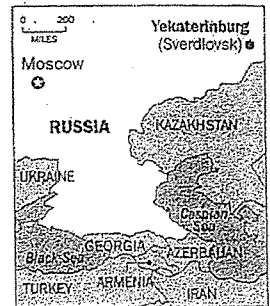 0 200
MILES
Yekaterinburg
(Sverdlovsk)
Moscow
RUSSIA
KAZAKHSTAN
UKRAINE
Caspian
Sea
GEORGIA
Black Sea
AZERBAIJAN
ARMENIA
TURKEY
IRAN